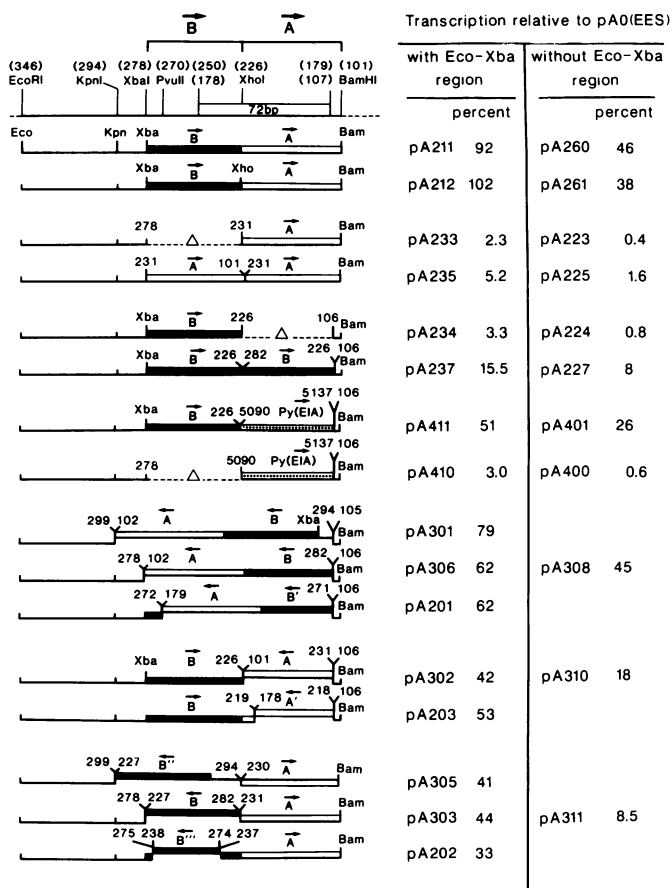 B A Transcription relative to pA0(EES)
with Eco-Xba region without Eco-Xba region
percent percent
(346) (294) (278) (270) (250) (226) (179) (101)
EcoRI KpnI XbaI PvuII (178) XhoI (107) BamHI
72bp
Eco Kpn Xba B A Bam pA211 92 pA260 46
Xba B Xho A Bam pA212 102 pA261 38
278 Δ 231 A pA233 2.3 pA223 0.4
231 A 101 231 A pA235 5.2 pA225 1.6
Xba B 226 Δ 106 Bam pA234 3.3 pA224 0.8
Xba B 226 282 B 226 106 Bam pA237 15.5 pA227 8
Xba B 226 5090 Py(EIA) 5137 106 Bam pA411 51 pA401 26
278 Δ 5090 Py(EIA) 5137 106 Bam pA410 3.0 pA400 0.6
299 102 A B Xba 294 105 Bam pA301 79
278 102 A B 282 106 Bam pA306 62 pA308 45
272 179 A B' 271 106 Bam pA201 62
Xba B 226 101 A 231 106 Bam pA302 42 pA310 18
B 219 178 A' 218 106 Bam pA203 53
299 227 B'' 294 230 A Bam pA305 41
278 227 B 282 231 A Bam pA303 44 pA311 8.5
275 238 B''' 274 237 A Bam pA202 33